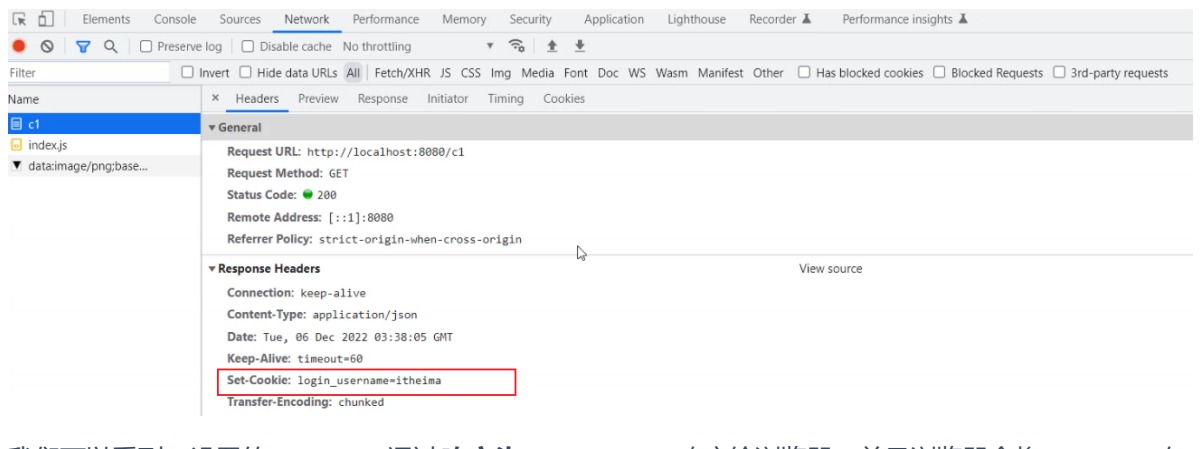 Elements Console Sources Network Performance Memory Security Application Lighthouse Recorder Performance insights
Preserve log Disable cache No throttling
Filter Invert Hide data URLs All Fetch/XHR JS CSS Img Media Font Doc WS Wasm Manifest Other Has blocked cookies Blocked Requests 3rd-party requests
Name × Headers Preview Response Initiator Timing Cookies
c1
index.js
data:image/png;base...
▼ General
Request URL: http://localhost:8080/c1
Request Method: GET
Status Code: 200
Remote Address: [::1]:8080
Referrer Policy: strict-origin-when-cross-origin
▼ Response Headers View source
Connection: keep-alive
Content-Type: application/json
Date: Tue, 06 Dec 2022 03:38:05 GMT
Keep-Alive: timeout=60
Set-Cookie: login_username=itheima
Transfer-Encoding: chunked